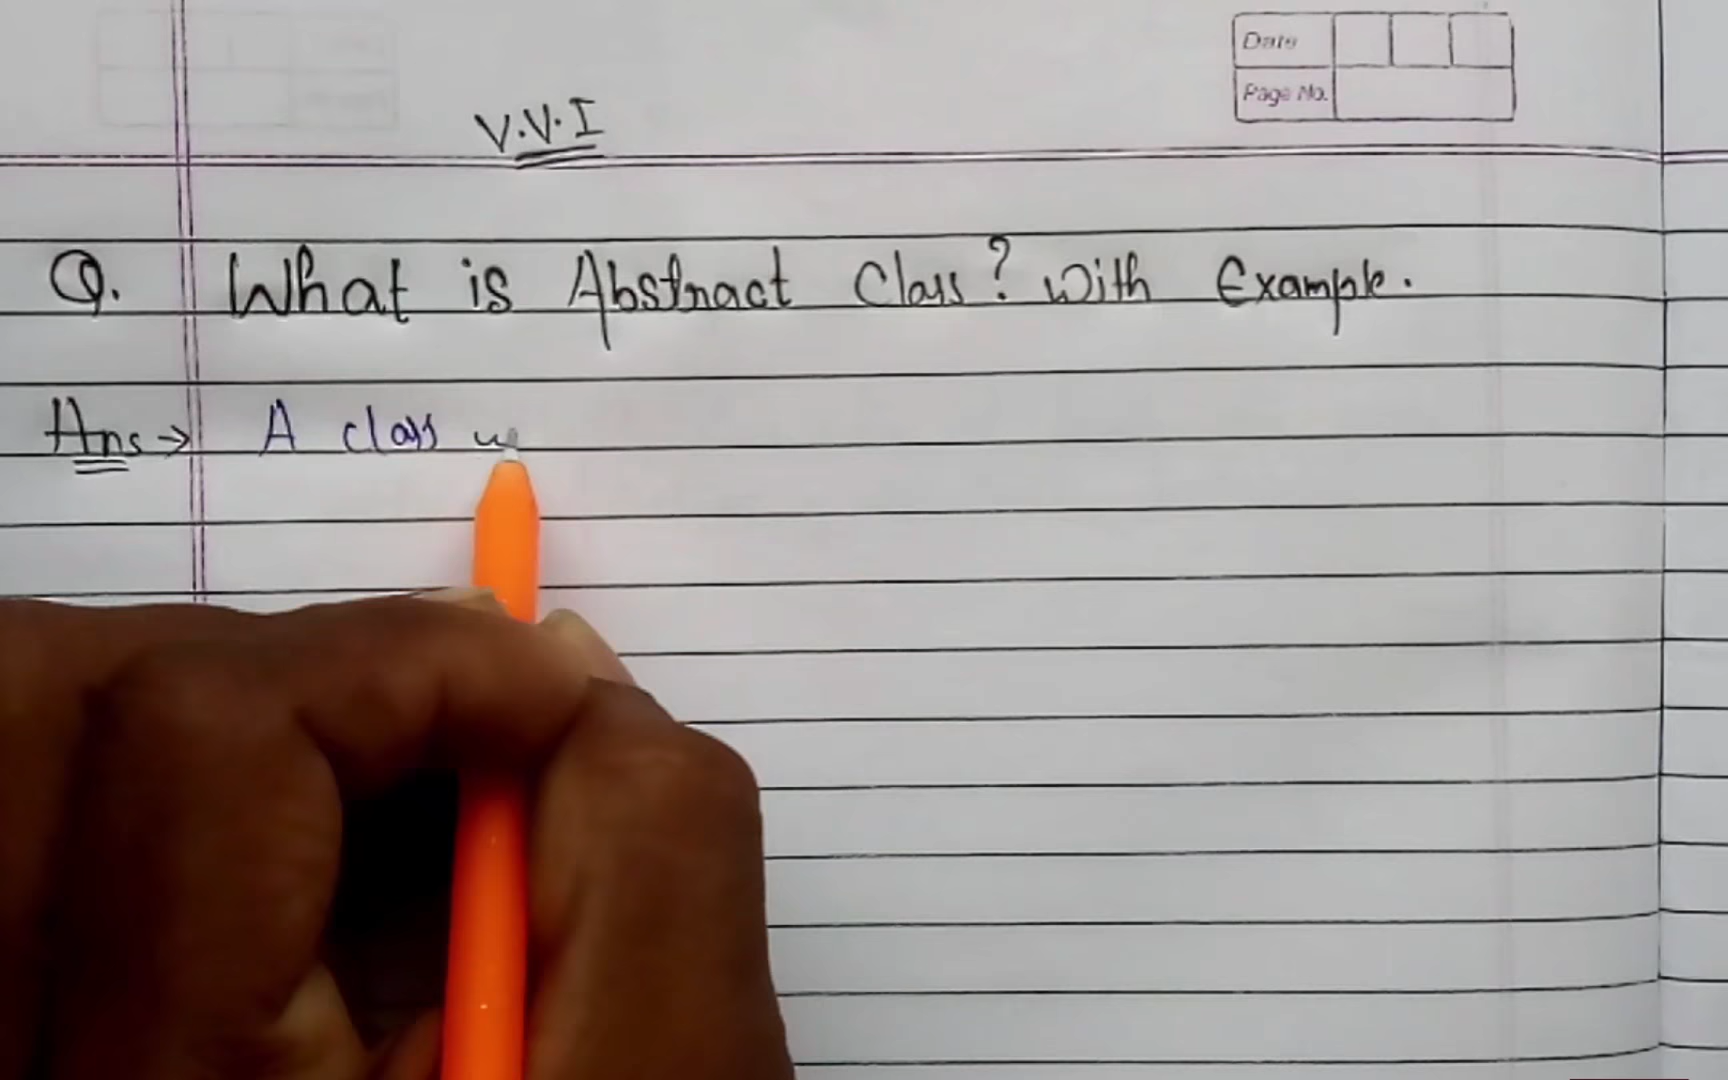 Date
Page No.
V.V.I
Q. What is Abstract Class? With Example.
Ans → A class